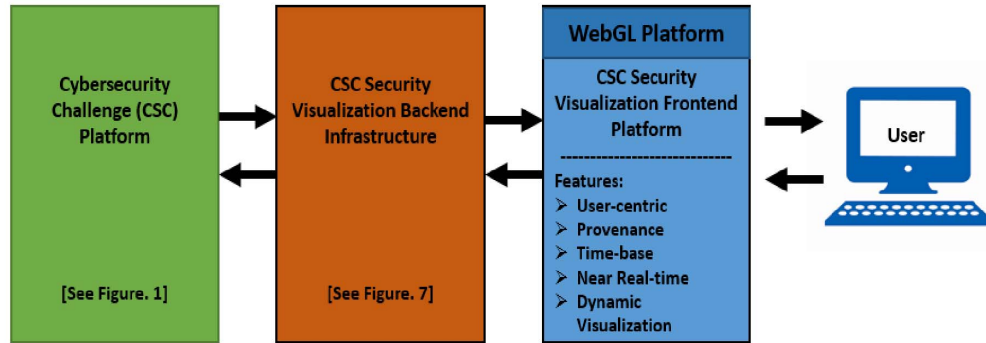 Cybersecurity
Challenge (CSC)
Platform
[See Figure. 1]
CSC Security
Visualization Backend
Infrastructure
[See Figure. 7]
WebGL Platform
CSC Security
Visualization Frontend
Platform
-----------------------------
Features:
➢ User-centric
➢ Provenance
➢ Time-base
➢ Near Real-time
➢ Dynamic
Visualization
User